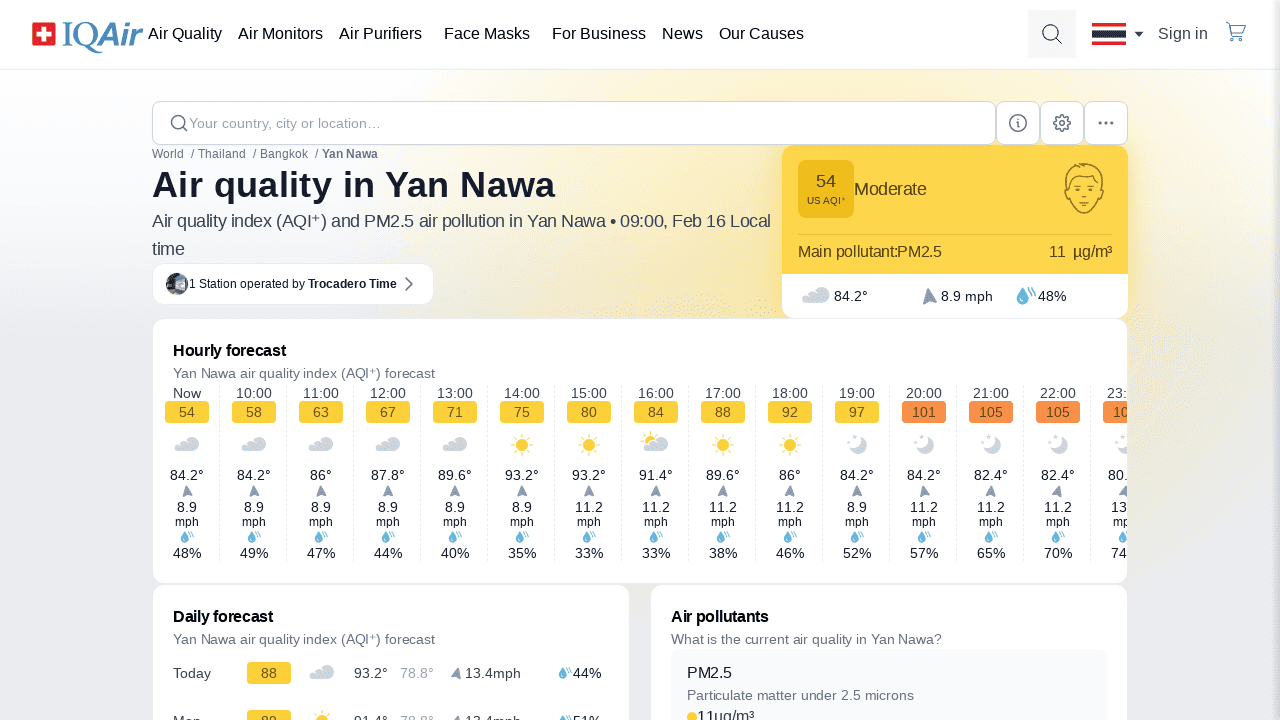 IQAir Air Quality Air Monitors Air Purifiers Face Masks For Business News Our Causes Sign in
Your country, city or location…
World / Thailand / Bangkok / Yan Nawa
Air quality in Yan Nawa
Air quality index (AQI⁺) and PM2.5 air pollution in Yan Nawa • 09:00, Feb 16 Local
time
1 Station operated by Trocadero Time
54
US AQI⁺
Moderate
Main pollutant:PM2.5 11 µg/m³
84.2° 8.9 mph 48%
Hourly forecast
Yan Nawa air quality index (AQI⁺) forecast
Now 10:00 11:00 12:00 13:00 14:00 15:00 16:00 17:00 18:00 19:00 20:00 21:00 22:00 23:
54 58 63 67 71 75 80 84 88 92 97 101 105 105 10
84.2° 84.2° 86° 87.8° 89.6° 93.2° 93.2° 91.4° 89.6° 86° 84.2° 84.2° 82.4° 82.4° 80.
8.9 8.9 8.9 8.9 8.9 8.9 11.2 11.2 11.2 11.2 8.9 11.2 11.2 11.2 13
mph mph mph mph mph mph mph mph mph mph mph mph mph mph mp
48% 49% 47% 44% 40% 35% 33% 33% 38% 46% 52% 57% 65% 70% 74
Daily forecast
Yan Nawa air quality index (AQI⁺) forecast
Today 88 93.2° 78.8° 13.4mph 44%
Mon 89 91.4° 78.8° 13.4mph 51%
Air pollutants
What is the current air quality in Yan Nawa?
PM2.5
Particulate matter under 2.5 microns
11µg/m³